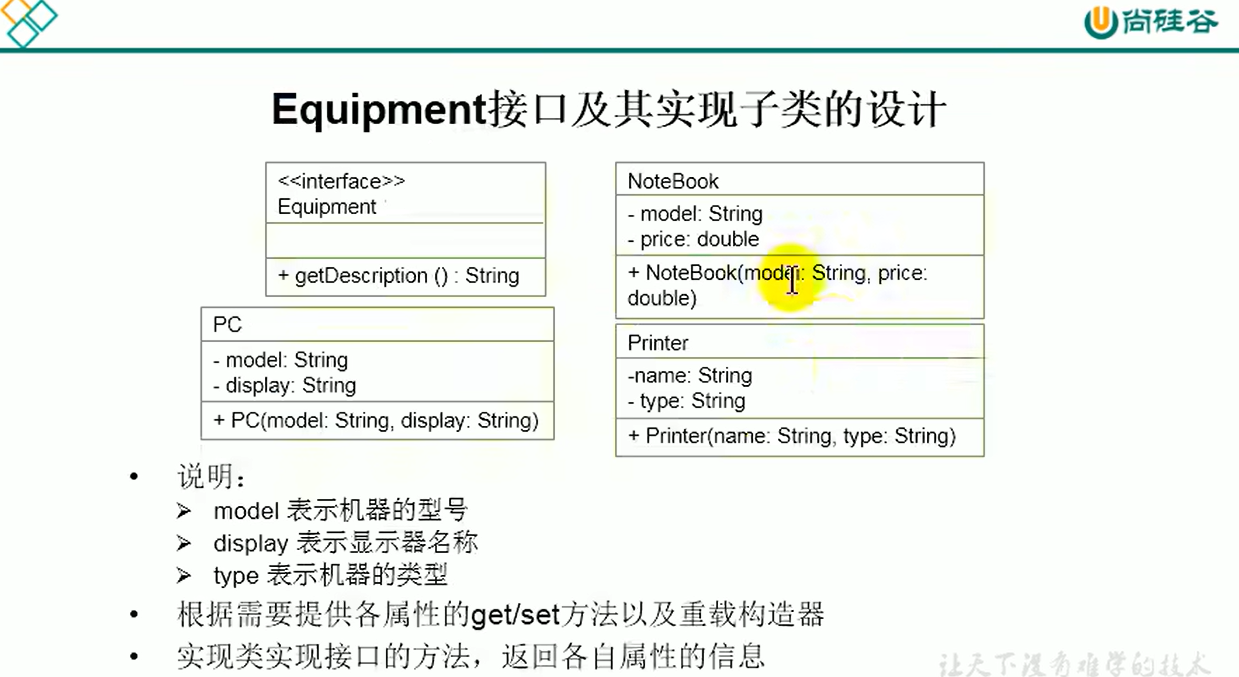 尚硅谷
Equipment接口及其实现子类的设计
<<interface>>
Equipment
+ getDescription () : String
NoteBook
- model: String
- price: double
+ NoteBook(model: String, price:
double)
PC
- model: String
- display: String
+ PC(model: String, display: String)
Printer
-name: String
- type: String
+ Printer(name: String, type: String)
• 说明：
➢ model 表示机器的型号
➢ display 表示显示器名称
➢ type 表示机器的类型
• 根据需要提供各属性的get/set方法以及重载构造器
• 实现类实现接口的方法，返回各自属性的信息
让天下没有难学的技术